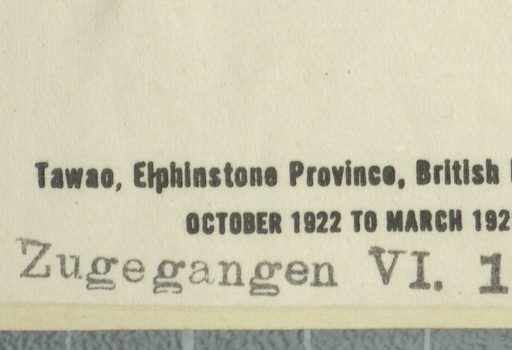 Tawao, Elphinstone Province, British
OCTOBER 1922 TO MARCH 192
Zugegangen VI. 1